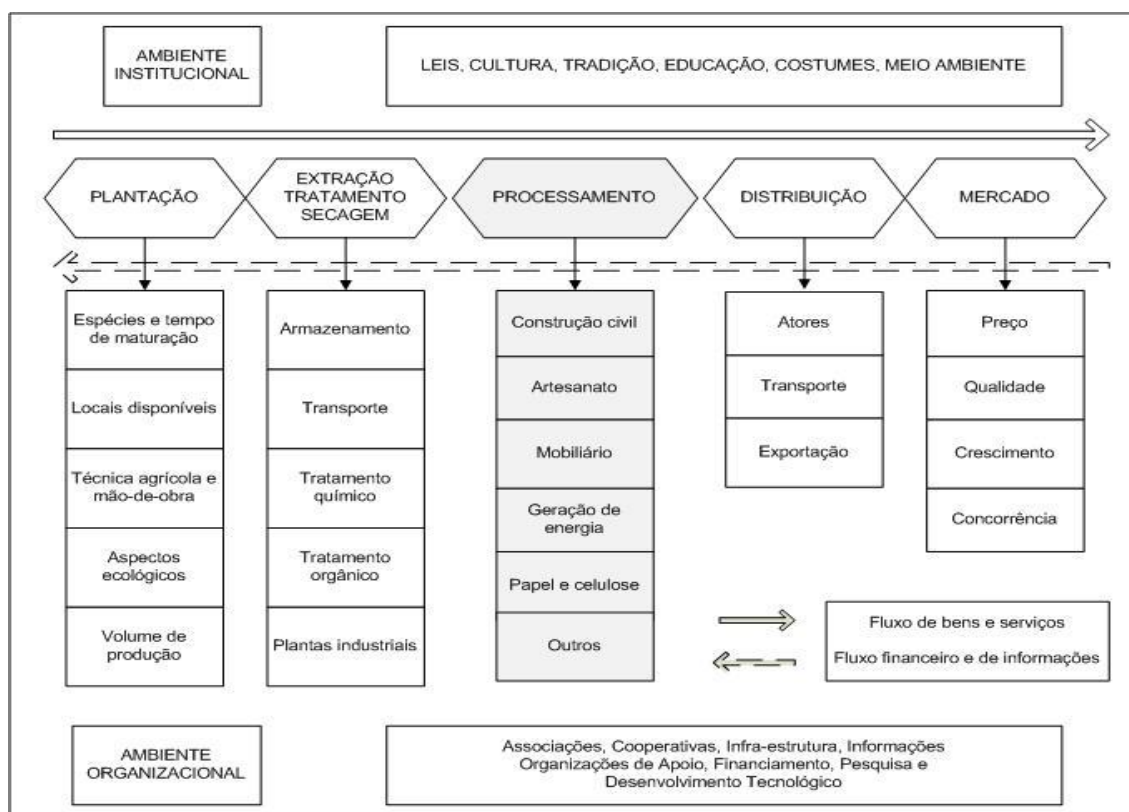 AMBIENTE
INSTITUCIONAL
LEIS, CULTURA, TRADIÇÃO, EDUCAÇÃO, COSTUMES, MEIO AMBIENTE
PLANTAÇÃO
EXTRAÇÃO
TRATAMENTO
SECAGEM
PROCESSAMENTO
DISTRIBUIÇÃO
MERCADO
Espécies e tempo
de maturação
Locais disponíveis
Técnica agrícola e
mão-de-obra
Aspectos
ecológicos
Volume de
produção
Armazenamento
Transporte
Tratamento
químico
Tratamento
orgânico
Plantas industriais
Construção civil
Artesanato
Mobiliário
Geração de
energia
Papel e celulose
Outros
Atores
Transporte
Exportação
Preço
Qualidade
Crescimento
Concorrência
Fluxo de bens e serviços
Fluxo financeiro e de informações
AMBIENTE
ORGANIZACIONAL
Associações, Cooperativas, Infra-estrutura, Informações
Organizações de Apoio, Financiamento, Pesquisa e
Desenvolvimento Tecnológico